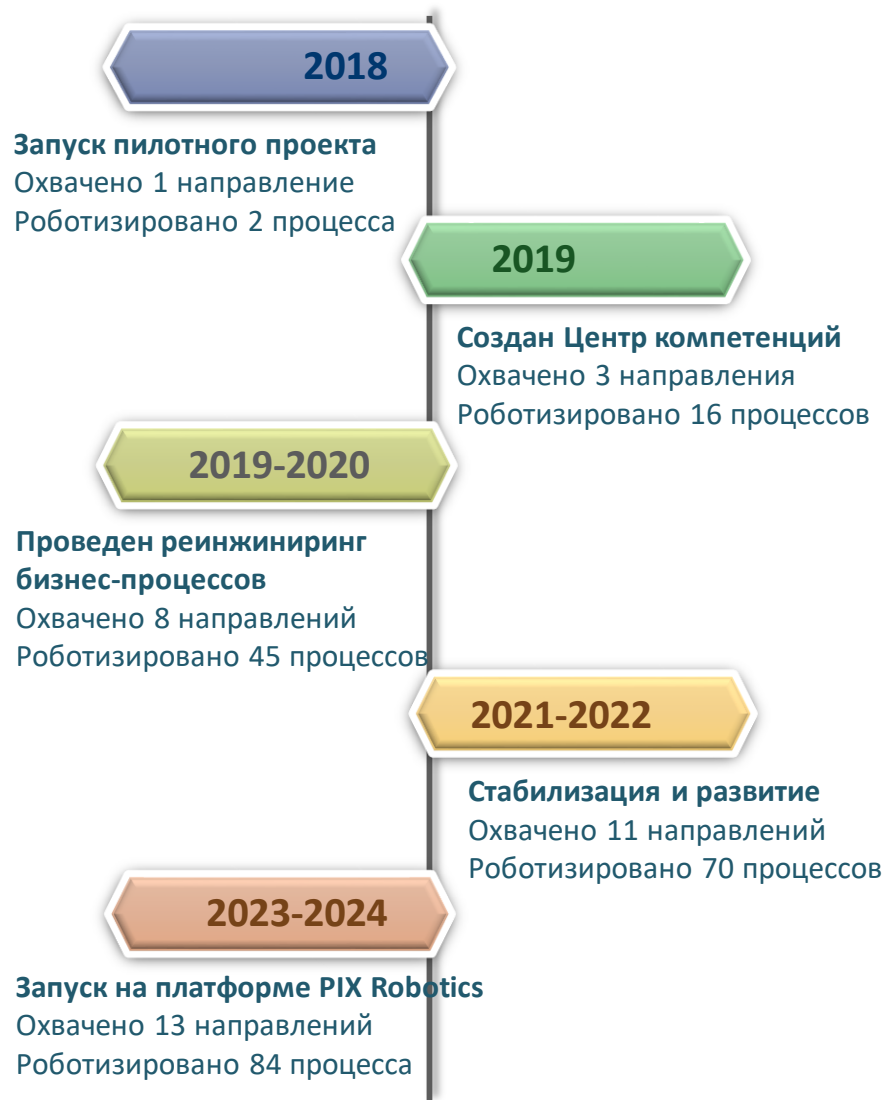 2018
Запуск пилотного проекта
Охвачено 1 направление
Роботизировано 2 процесса
2019
Создан Центр компетенций
Охвачено 3 направления
Роботизировано 16 процессов
2019-2020
Проведен реинжиниринг
бизнес-процессов
Охвачено 8 направлений
Роботизировано 45 процессов
2021-2022
Стабилизация и развитие
Охвачено 11 направлений
Роботизировано 70 процессов
2023-2024
Запуск на платформе PIX Robotics
Охвачено 13 направлений
Роботизировано 84 процесса